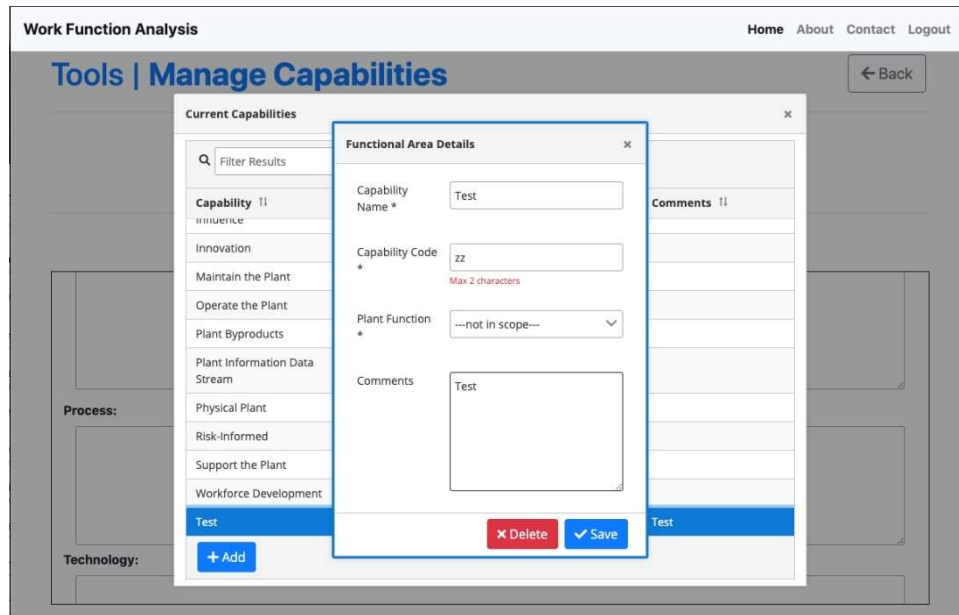 Work Function Analysis
Home About Contact Logout
Tools | Manage Capabilities
← Back
Current Capabilities
×
Filter Results
Capability
Comments
Influence
Innovation
Maintain the Plant
Operate the Plant
Plant Byproducts
Plant Information Data
Stream
Physical Plant
Risk-Informed
Support the Plant
Workforce Development
Test
Test
+ Add
Functional Area Details
×
Capability
Name *
Test
Capability Code
*
zz
Max 2 characters
Plant Function
*
---not in scope---
Comments
Test
× Delete
✓ Save
Process:
Technology: